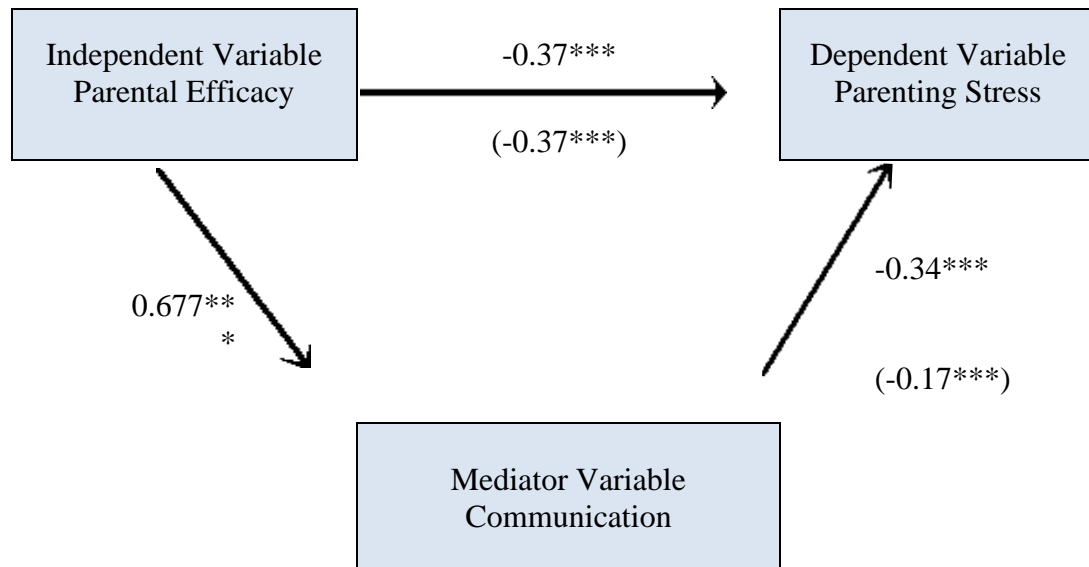 Independent Variable
Parental Efficacy
-0.37***
(-0.37***)
Dependent Variable
Parenting Stress
0.677**
*
-0.34***
(-0.17***)
Mediator Variable
Communication